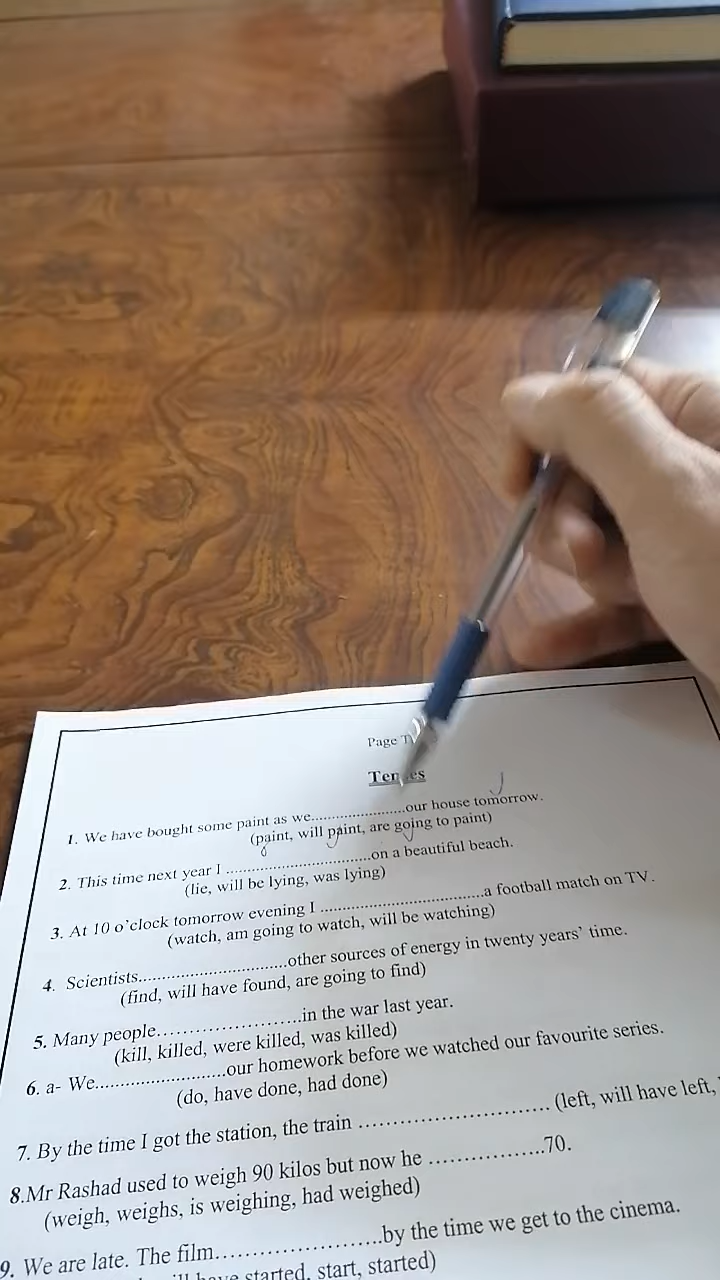 Page
Tenses
1. We have bought some paint as we........................our house tomorrow.
(paint, will paint, are going to paint)
2. This time next year I .....................................on a beautiful beach.
(lie, will be lying, was lying)
3. At 10 o'clock tomorrow evening I ..........................................a football match on TV.
(watch, am going to watch, will be watching)
4. Scientists......................................other sources of energy in twenty years' time.
(find, will have found, are going to find)
5. Many people........................in the war last year.
(kill, killed, were killed, was killed)
6. a- We.................................our homework before we watched our favourite series.
(do, have done, had done)
7. By the time I got the station, the train ................................ (left, will have left,
8.Mr Rashad used to weigh 90 kilos but now he .................70.
(weigh, weighs, is weighing, had weighed)
9. We are late. The film........................by the time we get to the cinema.
have started, start, started)